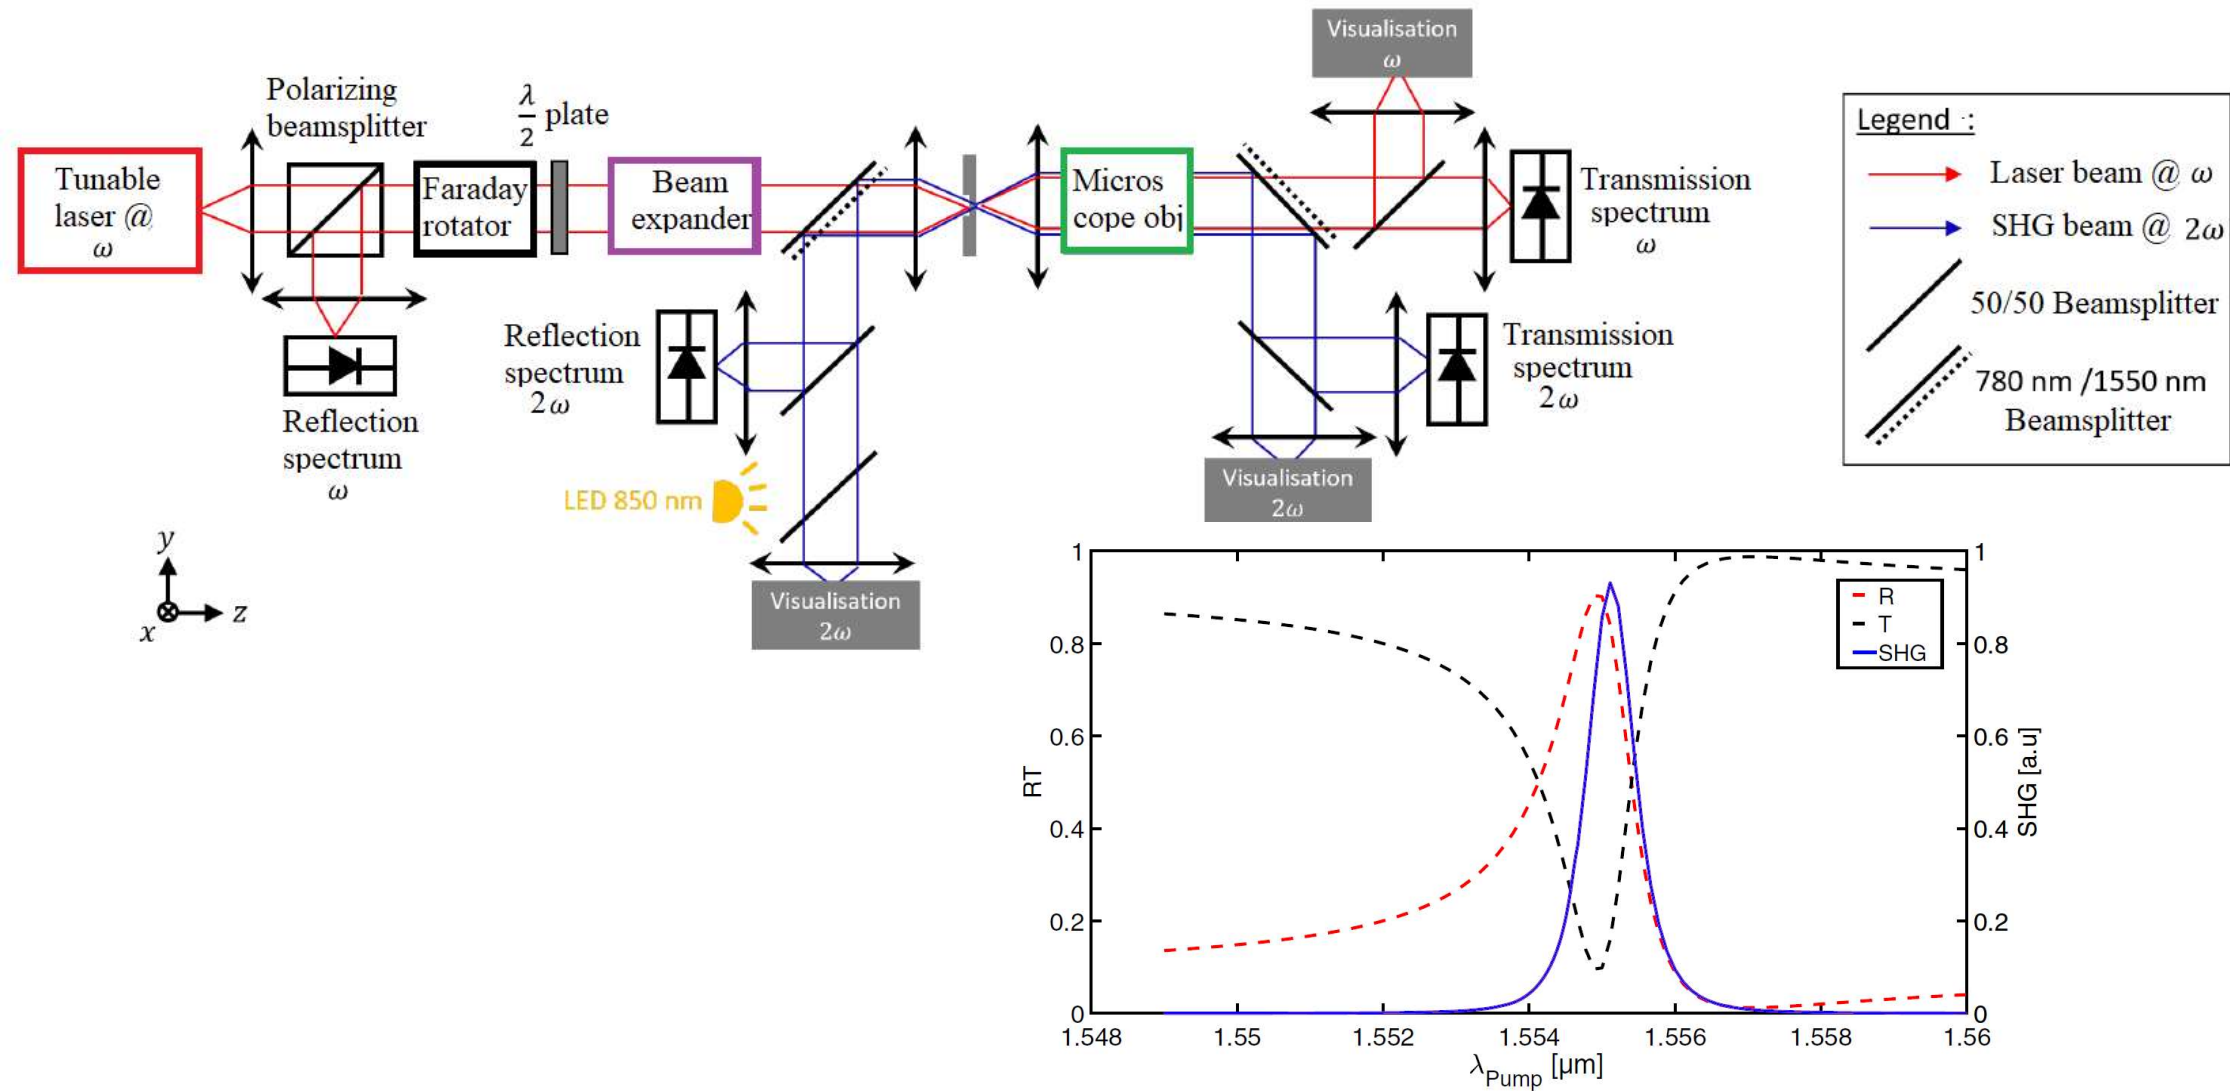 Tunable
laser @
ω
Polarizing
beamsplitter
Faraday
rotator
λ
2
plate
Beam
expander
Micros
cope obj
Visualisation
ω
Transmission
spectrum
ω
Reflection
spectrum
ω
Reflection
spectrum
2ω
LED 850 nm
Visualisation
2ω
Transmission
spectrum
2ω
Visualisation
2ω
Legend :
Laser beam @ ω
SHG beam @ 2ω
50/50 Beamsplitter
780 nm /1550 nm
Beamsplitter
y
x
z
1
0.8
0.6
0.4
0.2
0
RT
1.548
1.55
1.552
1.554
1.556
1.558
1.56
λPump [μm]
1
0.8
0.6
0.4
0.2
0
SHG [a.u]
R
T
SHG